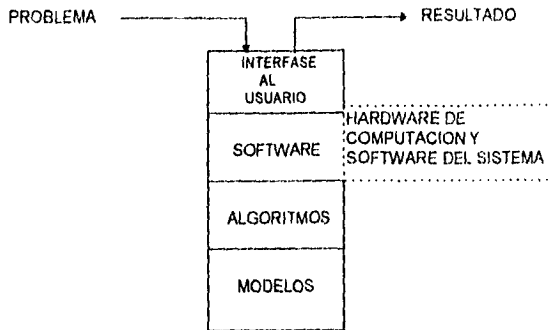 PROBLEMA
RESULTADO
INTERFASE
AL
USUARIO
HARDWARE DE
COMPUTACION Y
SOFTWARE DEL SISTEMA
SOFTWARE
ALGORITMOS
MODELOS